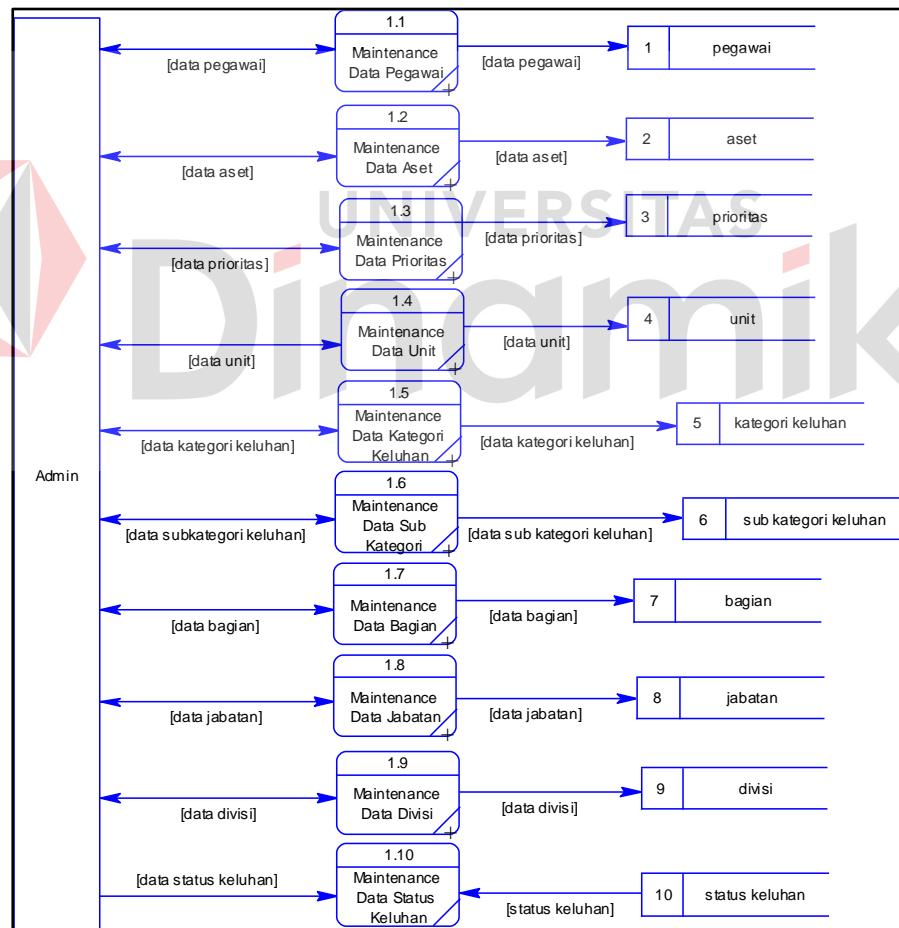 1.1
Maintenance
Data Pegawai
[data pegawai]
[data pegawai]
1
pegawai
1.2
Maintenance
Data Aset
[data aset]
[data aset]
2
aset
UNIVERSITAS
Dinamik
1.3
Maintenance
Data Prioritas
[data prioritas]
[data prioritas]
3
prioritas
1.4
Maintenance
Data Unit
[data unit]
[data unit]
4
unit
1.5
Maintenance
Data Kategori
Keluhan
[data kategori keluhan]
[data kategori keluhan]
5
kategori keluhan
Admin
1.6
Maintenance
Data Sub
Kategori
[data subkategori keluhan]
[data sub kategori keluhan]
6
sub kategori keluhan
1.7
Maintenance
Data Bagian
[data bagian]
[data bagian]
7
bagian
1.8
Maintenance
Data Jabatan
[data jabatan]
[data jabatan]
8
jabatan
1.9
Maintenance
Data Divisi
[data divisi]
[data divisi]
9
divisi
1.10
Maintenance
Data Status
Keluhan
[data status keluhan]
[status keluhan]
10
status keluhan